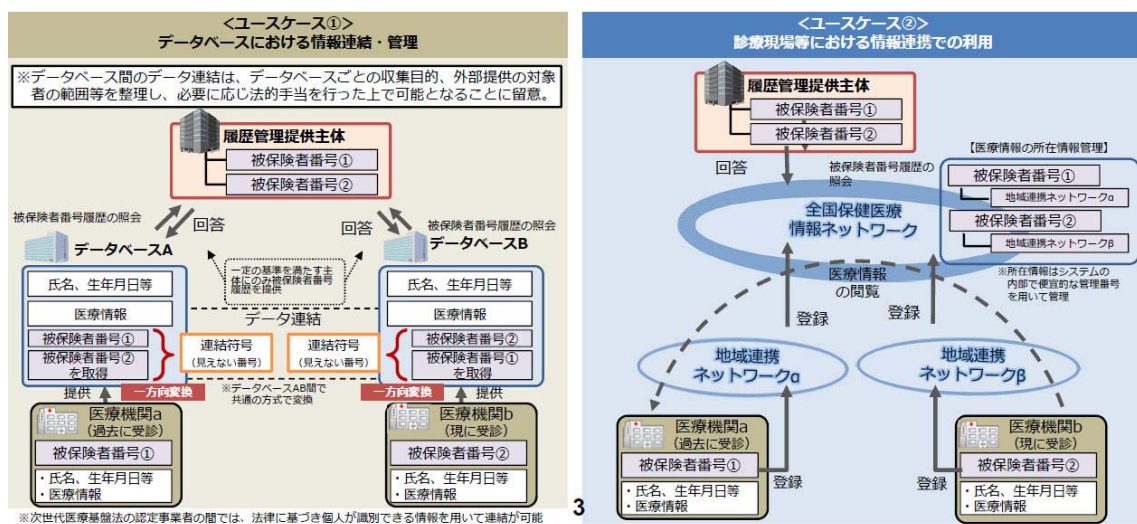 <ユースケース①>
データベースにおける情報連結・管理
※データベース間のデータ連結は、データベースごとの収集目的、外部提供の対象
者の範囲等を整理し、必要に応じ法的手当を行った上で可能となることに留意。
履歴管理提供主体
被保険者番号①
被保険者番号②
被保険者番号履歴の照会
回答
回答
被保険者番号履歴の照会
データベースA
データベースB
一定の基準を満たす主
体にのみ被保険者番号
履歴を提供
氏名、生年月日等
医療情報
被保険者番号①
被保険者番号②
を取得
氏名、生年月日等
医療情報
被保険者番号②
被保険者番号①
を取得
データ連結
連結符号
(見えない番号)
連結符号
(見えない番号)
提供
一方向変換
※データベースAB間で
共通の方式で変換
一方向変換
提供
医療機関a
(過去に受診)
被保険者番号①
・氏名、生年月日等
・医療情報
医療機関b
(現に受診)
被保険者番号②
・氏名、生年月日等
・医療情報
※次世代医療基盤法の認定事業者の間では、法律に基づき個人が識別できる情報を用いて連結が可能
3
<ユースケース②>
診療現場等における情報連携での利用
履歴管理提供主体
被保険者番号①
被保険者番号②
回答
被保険者番号履歴の
照会
【医療情報の所在情報管理】
被保険者番号①
地域連携ネットワークα
被保険者番号②
地域連携ネットワークβ
※所在情報はシステムの
内部で便宜的な管理番号
を用いて管理
全国保健医療
情報ネットワーク
医療情報
の閲覧
登録
登録
地域連携
ネットワークα
地域連携
ネットワークβ
医療機関a
(過去に受診)
被保険者番号①
・氏名、生年月日等
・医療情報
登録
登録
医療機関b
(現に受診)
被保険者番号②
・氏名、生年月日等
・医療情報